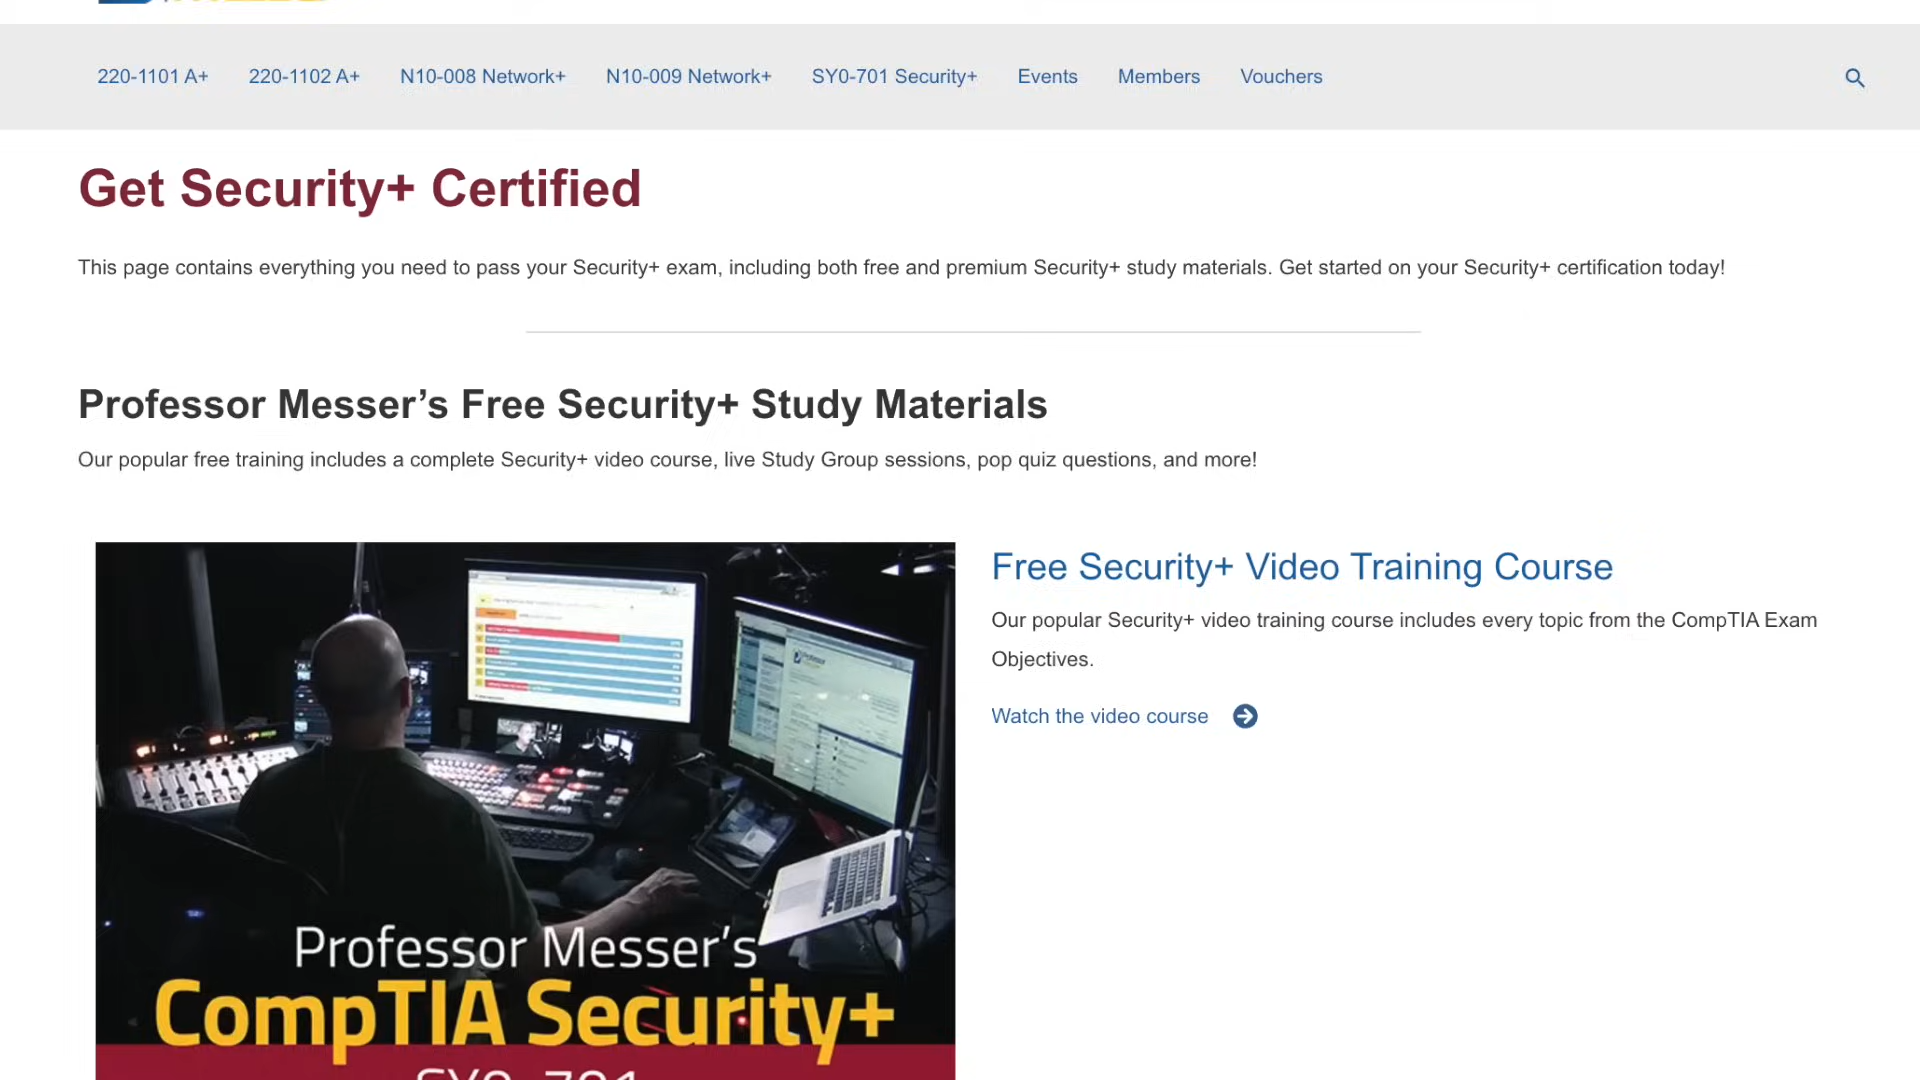 220-1101 A+ 220-1102 A+ N10-008 Network+ N10-009 Network+ SY0-701 Security+ Events Members Vouchers
Get Security+ Certified
This page contains everything you need to pass your Security+ exam, including both free and premium Security+ study materials. Get started on your Security+ certification today!
Professor Messer’s Free Security+ Study Materials
Our popular free training includes a complete Security+ video course, live Study Group sessions, pop quiz questions, and more!
Professor Messer's
CompTIA Security+
SY0-701
Free Security+ Video Training Course
Our popular Security+ video training course includes every topic from the CompTIA Exam
Objectives.
Watch the video course